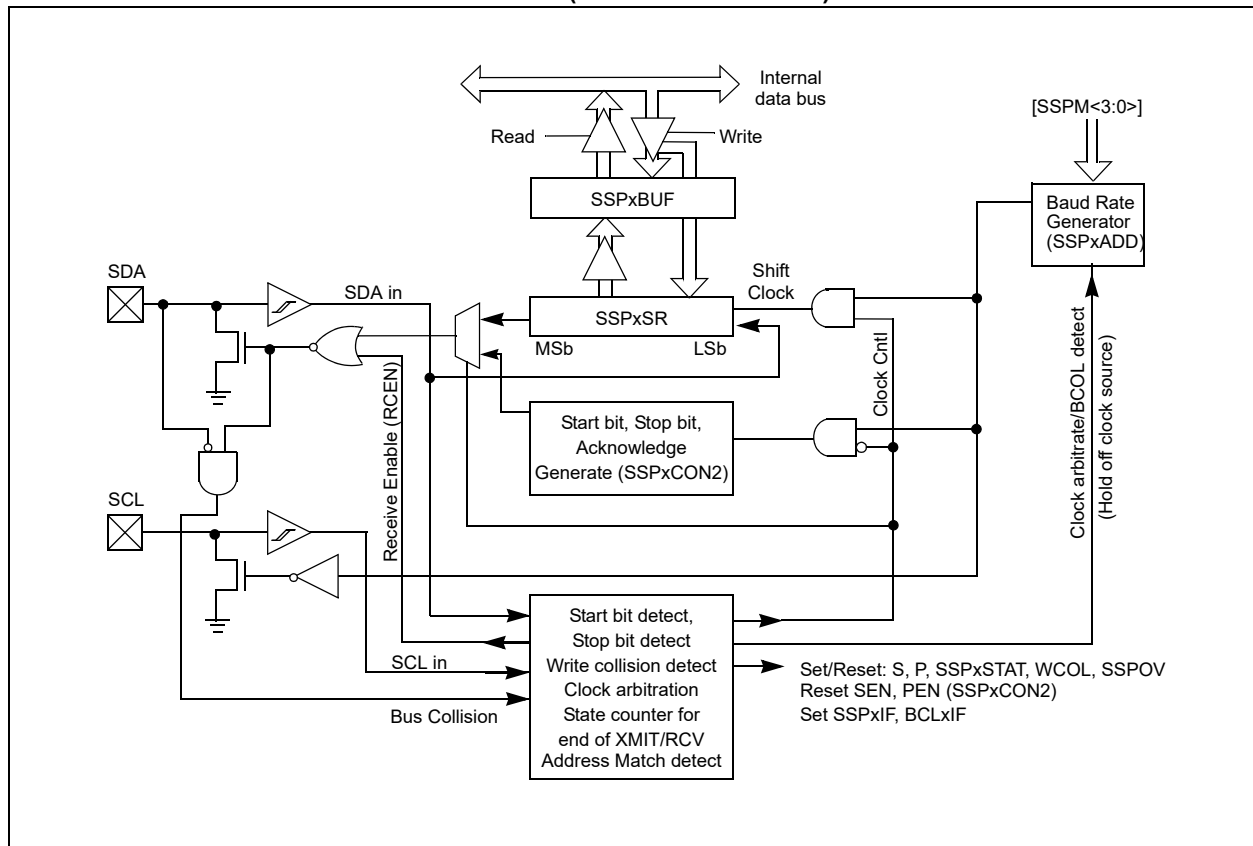 Internal
data bus
[SSPM<3:0>]
Read
Write
SSPxBUF
Baud Rate
Generator
(SSPxADD)
SDA
SDA in
Shift
Clock
SSPxSR
MSb
LSb
Receive Enable (RCEN)
Clock Cntl
Clock arbitrate/BCOL detect
(Hold off clock source)
Start bit, Stop bit,
Acknowledge
Generate (SSPxCON2)
SCL
SCL in
Bus Collision
Start bit detect,
Stop bit detect
Write collision detect
Clock arbitration
State counter for
end of XMIT/RCV
Address Match detect
Set/Reset: S, P, SSPxSTAT, WCOL, SSPOV
Reset SEN, PEN (SSPxCON2)
Set SSPxIF, BCLxIF